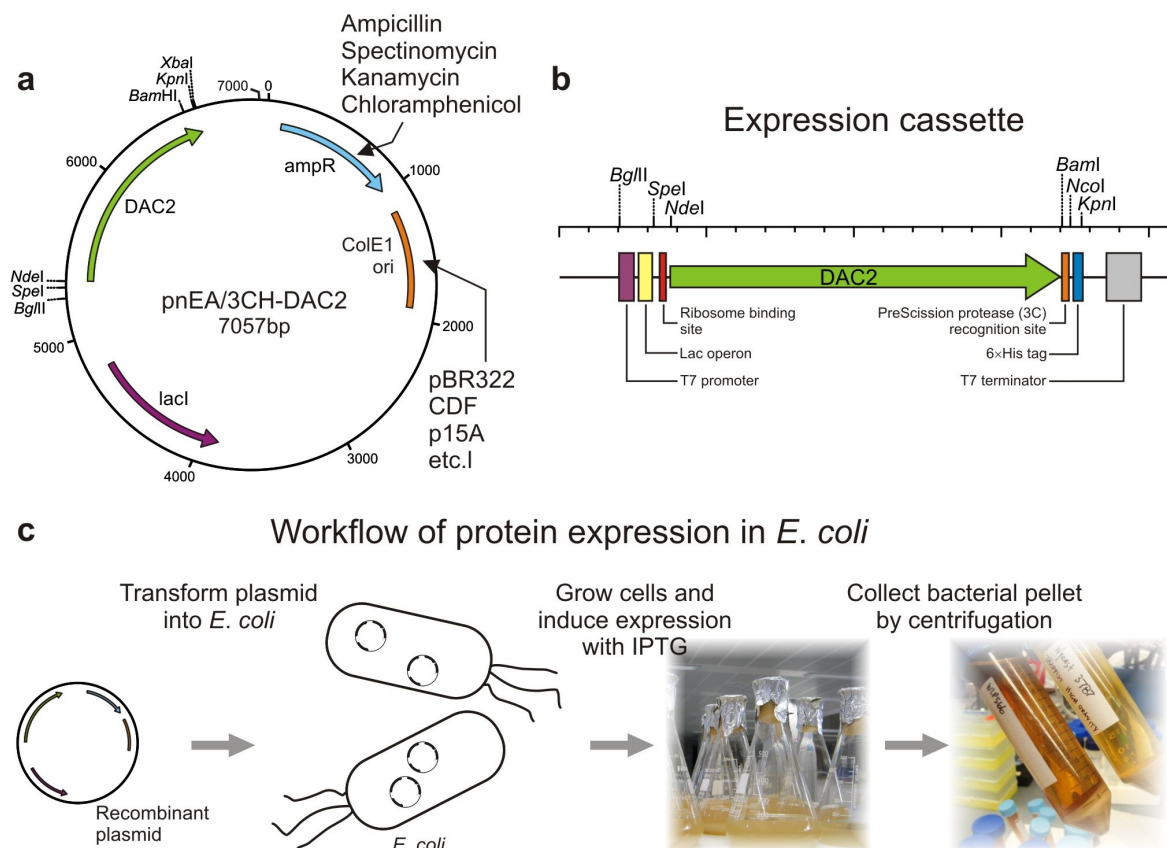 a
Ampicillin
Spectinomycin
Kanamycin
Chloramphenicol
XbaI
KpnI
BamHI
7000
0
6000
ampR
1000
DAC2
ColE1
ori
NdeI
SpeI
BglII
pnEA/3CH-DAC2
7057bp
2000
5000
pBR322
CDF
p15A
etc.l
lacI
3000
4000
b
Expression cassette
BglII
SpeI
NdeI
BamI
NcoI
KpnI
DAC2
Ribosome binding
site
Lac operon
T7 promoter
PreScission protease (3C)
recognition site
6×His tag
T7 terminator
c
Workflow of protein expression in E. coli
Transform plasmid
into E. coli
Grow cells and
induce expression
with IPTG
Collect bacterial pellet
by centrifugation
Recombinant
plasmid
E. coli